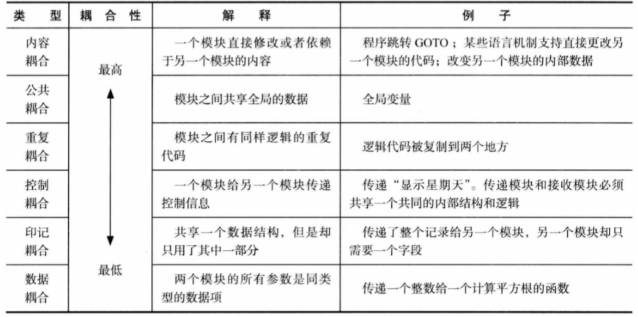 类 型 耦 合 性 解 释 例 子
内容
耦合
最高
一个模块直接修改或者依赖
于另一个模块的内容
程序跳转 GOTO；某些语言机制支持直接更改另
一个模块的代码；改变另一个模块的内部数据
公共
耦合
模块之间共享全局的数据
全局变量
重复
耦合
模块之间有同样逻辑的重复
代码
逻辑代码被复制到两个地方
控制
耦合
一个模块给另一个模块传递
控制信息
传递“显示星期天”。传递模块和接收模块必须
共享一个共同的内部结构和逻辑
印记
耦合
共享一个数据结构，但是却
只用了其中一部分
传递了整个记录给另一个模块，另一个模块却只
需要一个字段
数据
耦合
最低
两个模块的所有参数是同类
型的数据项
传递一个整数给一个计算平方根的函数